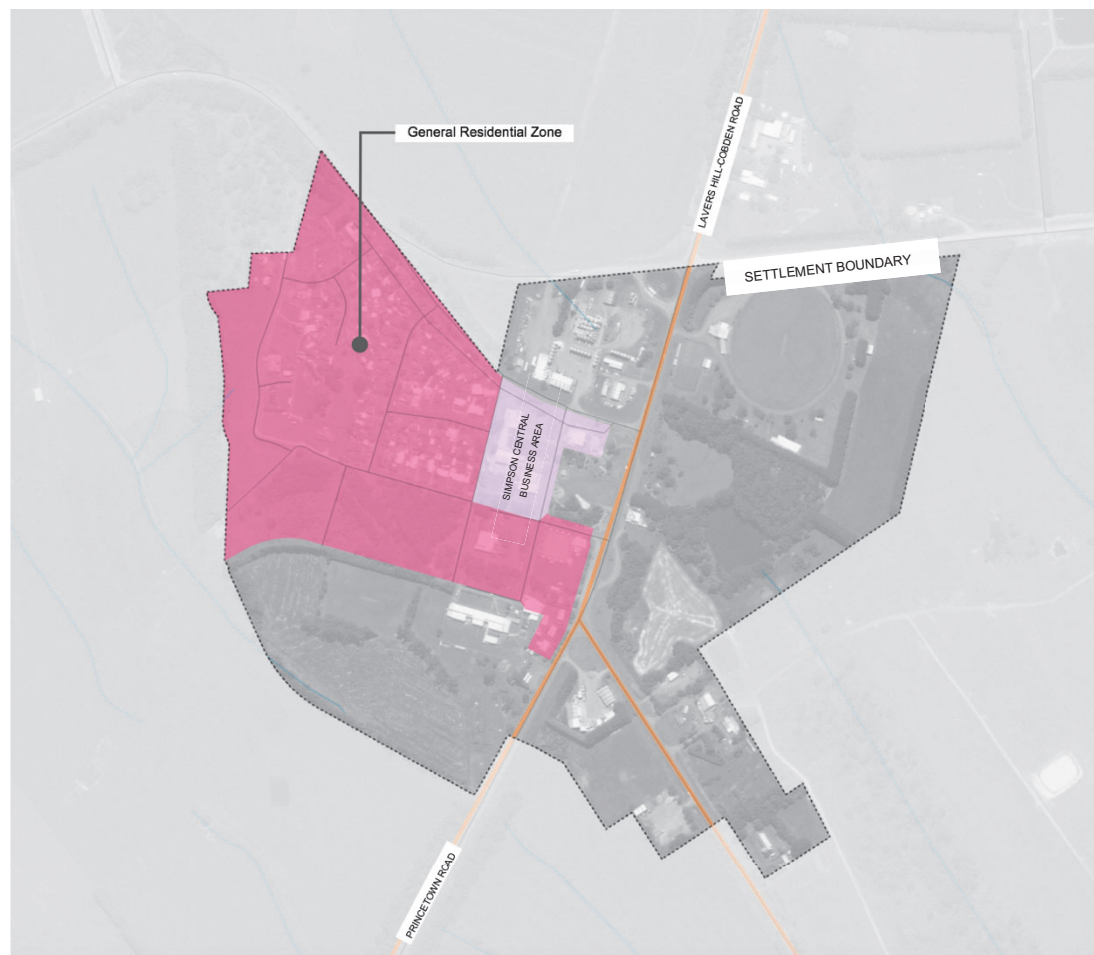 General Residential Zone
LAVERS HILL-COBDEN ROAD
SETTLEMENT BOUNDARY
SIMPSON CENTRAL
BUSINESS AREA
PRINCETOWN ROAD